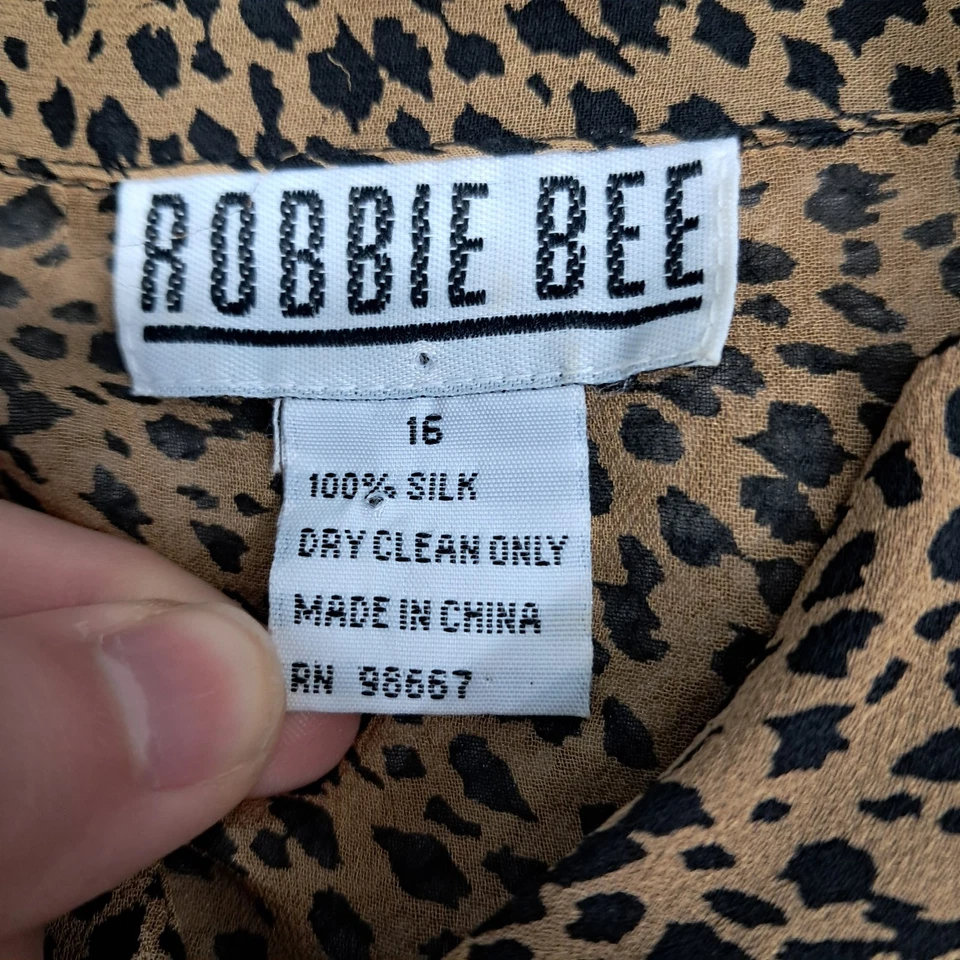 ROBBIE BEE
16
100% SILK
DRY CLEAN ONLY
MADE IN CHINA
RN 98667